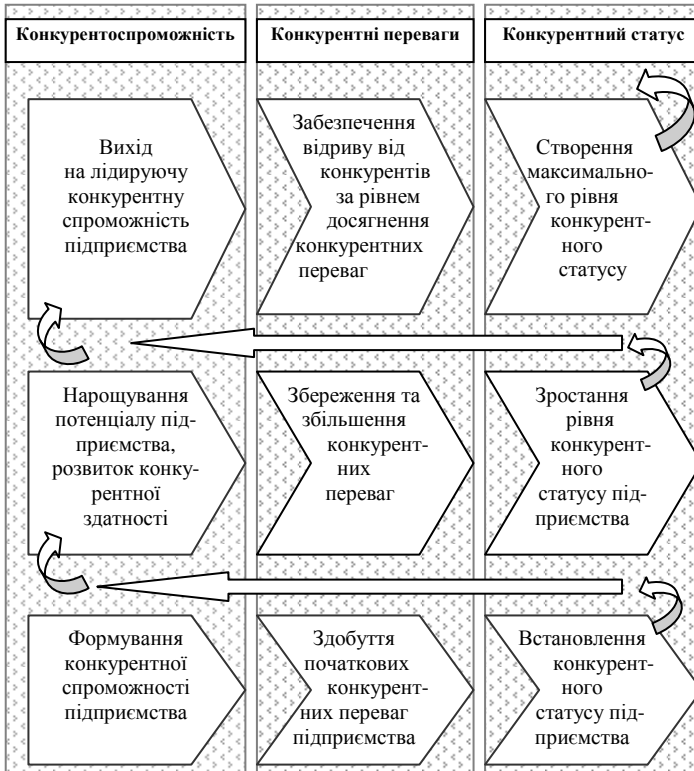 Конкурентоспроможність
Конкурентні переваги
Конкурентний статус
Вихід
на лідируючу
конкурентну
спроможність
підприємства
Забезпечення
відриву від
конкурентів
за рівнем
досягнення
конкурентних
переваг
Створення
максимально-
го рівня
конкурент-
ного
статусу
Нарощування
потенціалу під-
приємства,
розвиток конку-
рентної
здатності
Збереження та
збільшення
конкурент-
них
переваг
Зростання
рівня
конкурент-
ного
статусу під-
приємства
Формування
конкурентної
спроможності
підприємства
Здобуття
початкових
конкурент-
них переваг
підприємства
Встановлення
конкурент-
ного
статусу під-
приємства